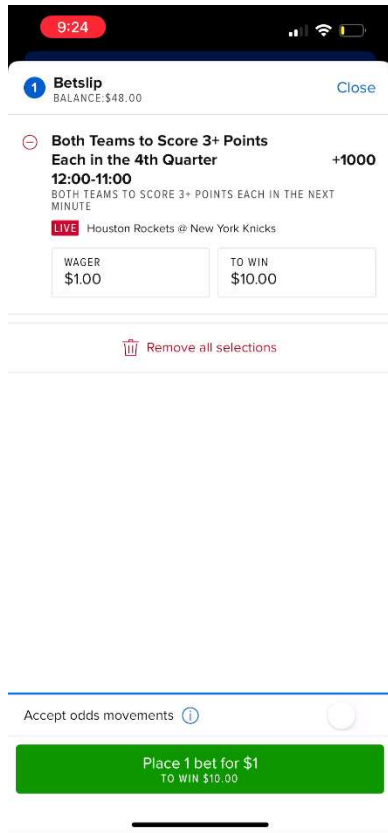 9:24
1 Betslip Close
BALANCE:$48.00
Both Teams to Score 3+ Points
Each in the 4th Quarter +1000
12:00-11:00
BOTH TEAMS TO SCORE 3+ POINTS EACH IN THE NEXT
MINUTE
LIVE Houston Rockets @ New York Knicks
WAGER TO WIN
$1.00 $10.00
Remove all selections
Accept odds movements
Place 1 bet for $1
TO WIN $10.00